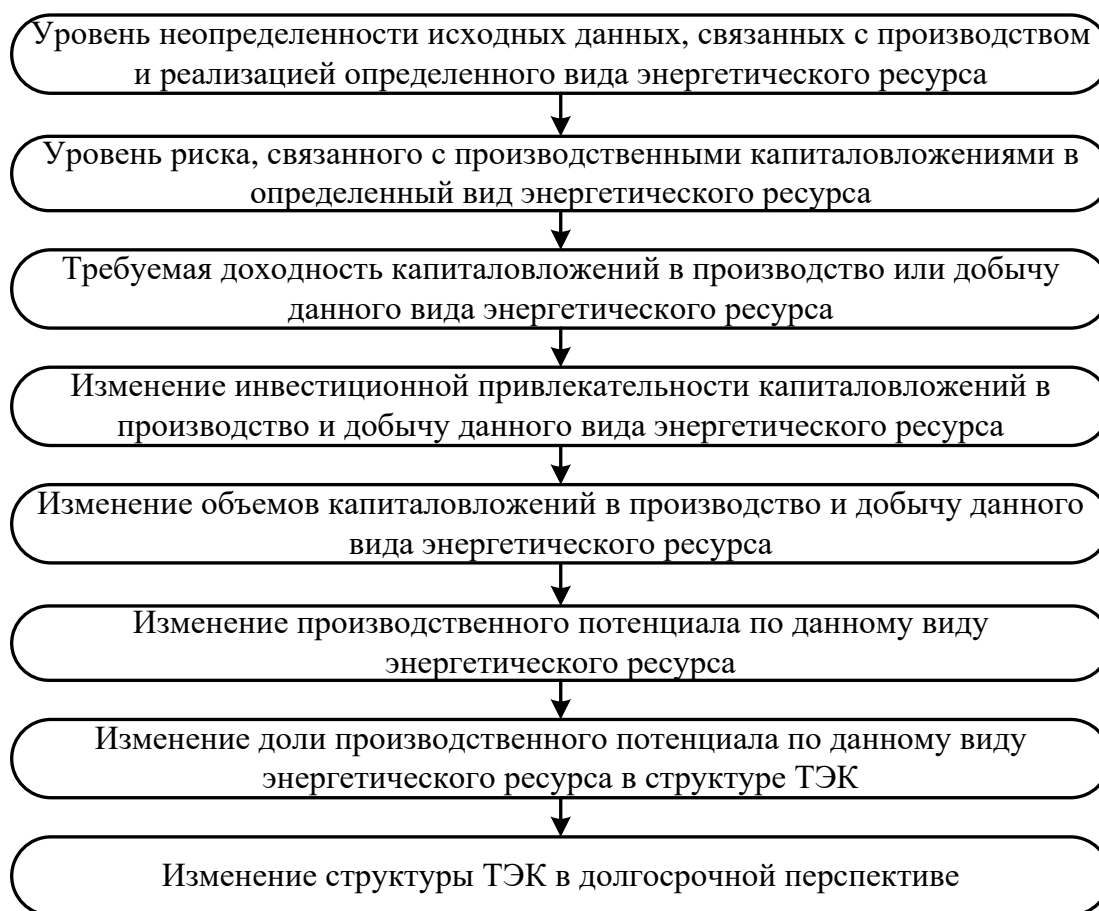 Уровень неопределенности исходных данных, связанных с производством
и реализацией определенного вида энергетического ресурса
Уровень риска, связанного с производственными капиталовложениями в
определенный вид энергетического ресурса
Требуемая доходность капиталовложений в производство или добычу
данного вида энергетического ресурса
Изменение инвестиционной привлекательности капиталовложений в
производство и добычу данного вида энергетического ресурса
Изменение объемов капиталовложений в производство и добычу данного
вида энергетического ресурса
Изменение производственного потенциала по данному виду
энергетического ресурса
Изменение доли производственного потенциала по данному виду
энергетического ресурса в структуре ТЭК
Изменение структуры ТЭК в долгосрочной перспективе